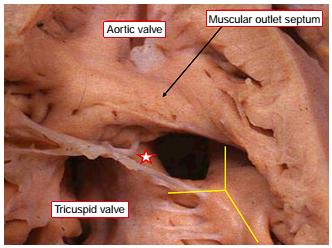 Muscular outlet septum
Aortic valve
Tricuspid valve